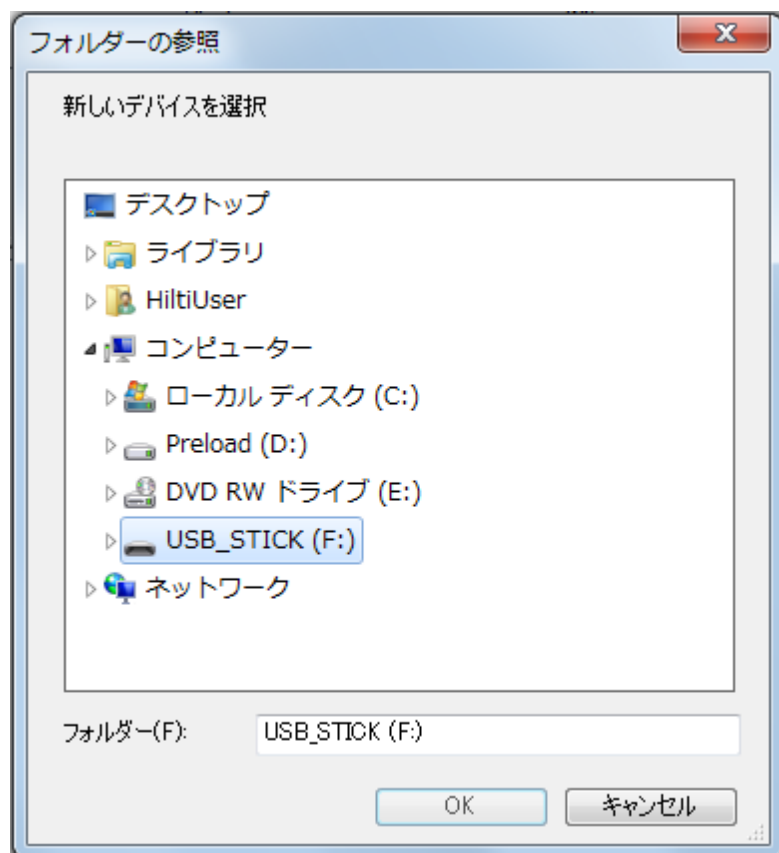 フォルダーの参照
新しいデバイスを選択
デスクトップ
ライブラリ
HiltiUser
コンピューター
ローカル ディスク (C:)
Preload (D:)
DVD RW ドライブ (E:)
USB_STICK (F:)
ネットワーク
フォルダー(F): USB_STICK (F:)
OK キャンセル